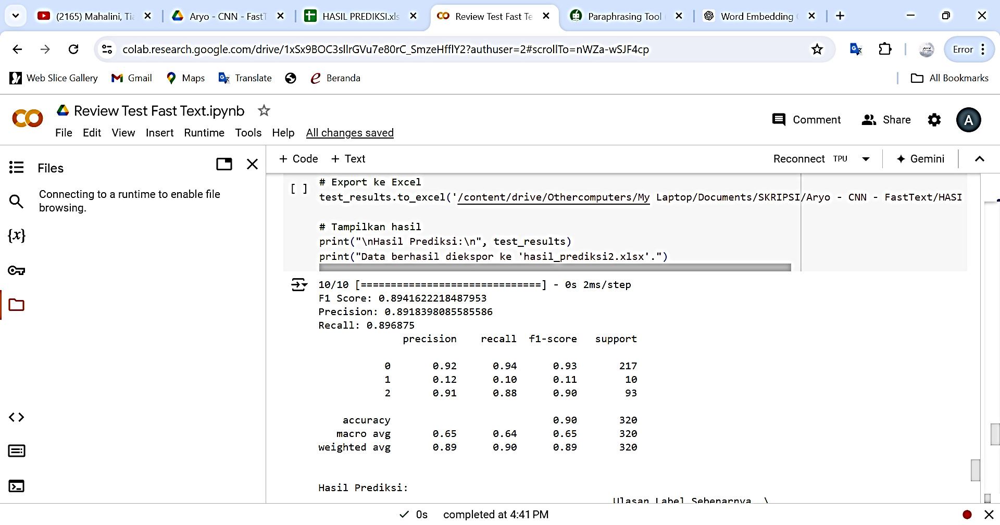 (2165) Mahalini, Tia
Aryo - CNN - FastT
HASIL PREDIKSI.xls
Review Test Fast Te
Paraphrasing Tool
Word Embedding
colab.research.google.com/drive/1xSx9BOC3sllrGVu7e80rC_SmzeHfflY2?authuser=2#scrollTo=nWZa-wSJF4cp
Error
Web Slice Gallery
Gmail
Maps
Translate
Beranda
All Bookmarks
Review Test Fast Text.ipynb
File Edit View Insert Runtime Tools Help All changes saved
Comment
Share
A
Files
Connecting to a runtime to enable file
browsing.
+ Code + Text
Reconnect TPU
Gemini
[ ]
# Export ke Excel
test_results.to_excel('/content/drive/Othercomputers/My Laptop/Documents/SKRIPSI/Aryo - CNN - FastText/HASI
# Tampilkan hasil
print("\nHasil Prediksi:\n", test_results)
print("Data berhasil diekspor ke 'hasil_prediksi2.xlsx'.")
10/10 [==============================] - 0s 2ms/step
F1 Score: 0.8941622218487953
Precision: 0.8918398085585586
Recall: 0.896875
precision recall f1-score support
0 0.92 0.94 0.93 217
1 0.12 0.10 0.11 10
2 0.91 0.88 0.90 93
accuracy 0.90 320
macro avg 0.65 0.64 0.65 320
weighted avg 0.89 0.90 0.89 320
Hasil Prediksi:
Ulasan Label Sebenarnya \
0s completed at 4:41 PM